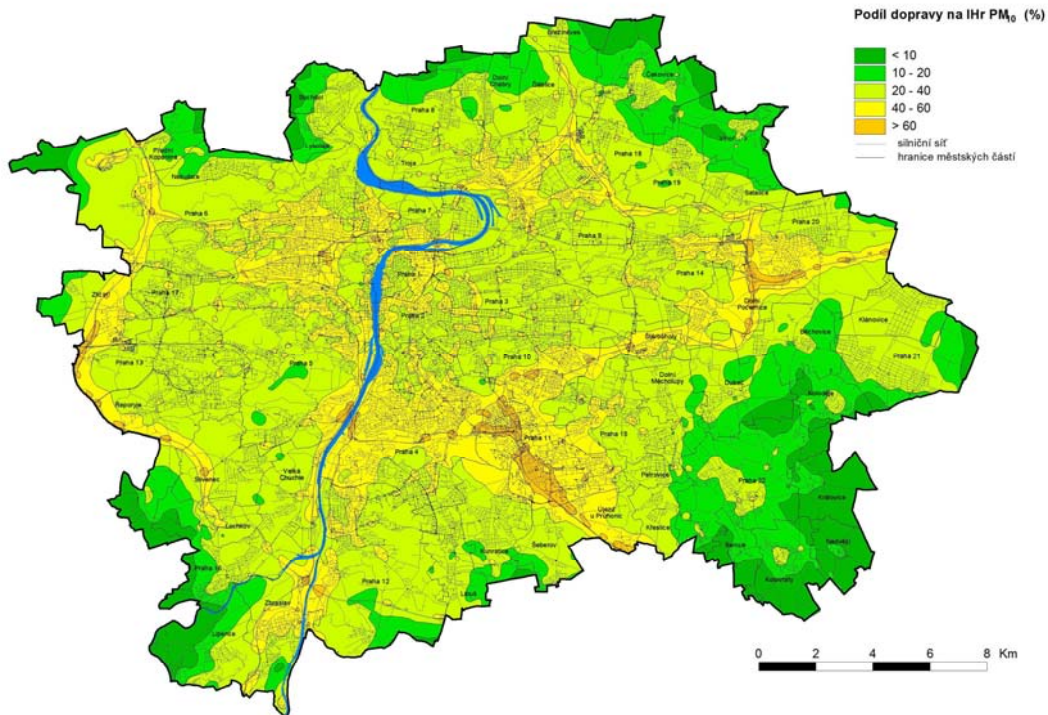 Podíl dopravy na IHr PM₁₀ (%)
< 10
10 - 20
20 - 40
40 - 60
> 60
silniční síť
hranice městských částí
Březiněves
Dolní Chabry
Ďáblice
Čakovice
Suchdol
Praha 8
Lysolaje
Přední Kopanina
Nebušice
Troja
Praha 18
Praha 19
Satalice
Praha 6
Praha 7
Praha 20
Praha 9
Praha 1
Praha 14
Zličín
Praha 17
Praha 3
Dolní Počernice
Klánovice
Praha 2
Běchovice
Štěrboholy
Praha 13
Praha 5
Praha 10
Praha 21
Dolní Měcholupy
Dubeč
Koloděje
Řeporyje
Praha 11
Praha 15
Praha 4
Petrovice
Velká Chuchle
Praha 22
Slivenec
Královice
Újezd u Průhonic
Křeslice
Lochkov
Benice
Nedvězí
Kunratice
Šeberov
Praha 16
Praha 12
Kolovraty
Libuš
Zbraslav
Lipence
0 2 4 6 8 Km